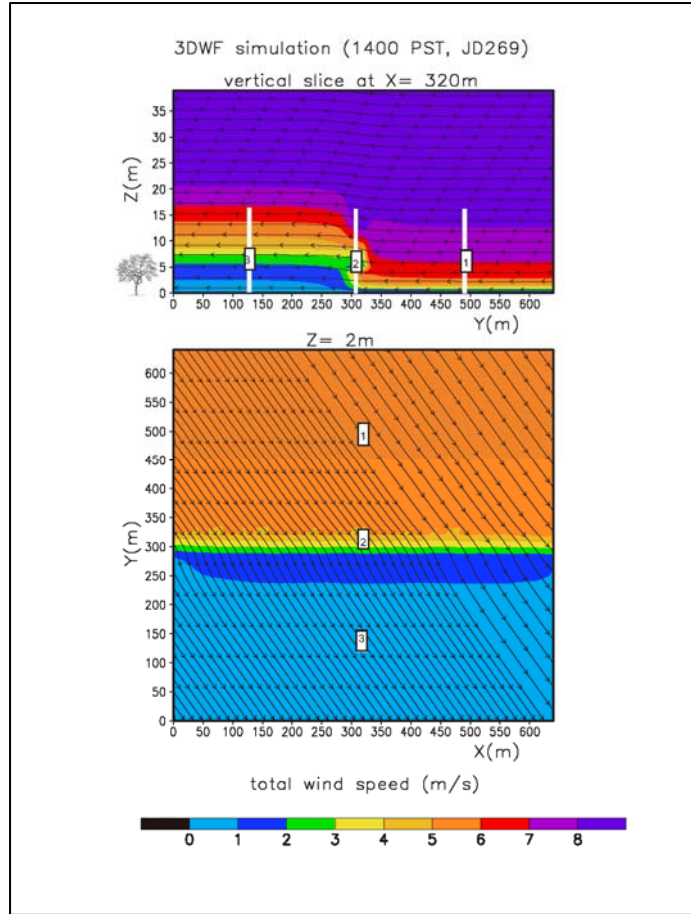 3DWF simulation (1400 PST, JD269)
vertical slice at X= 320m
Z(m)
35
30
25
20
15
10
5
0
3
2
1
0 50 100 150 200 250 300 350 400 450 500 550 600
Y(m)
Z= 2m
Y(m)
600
550
500
450
400
350
300
250
200
150
100
50
0
1
2
3
0 50 100 150 200 250 300 350 400 450 500 550 600
X(m)
total wind speed (m/s)
0 1 2 3 4 5 6 7 8